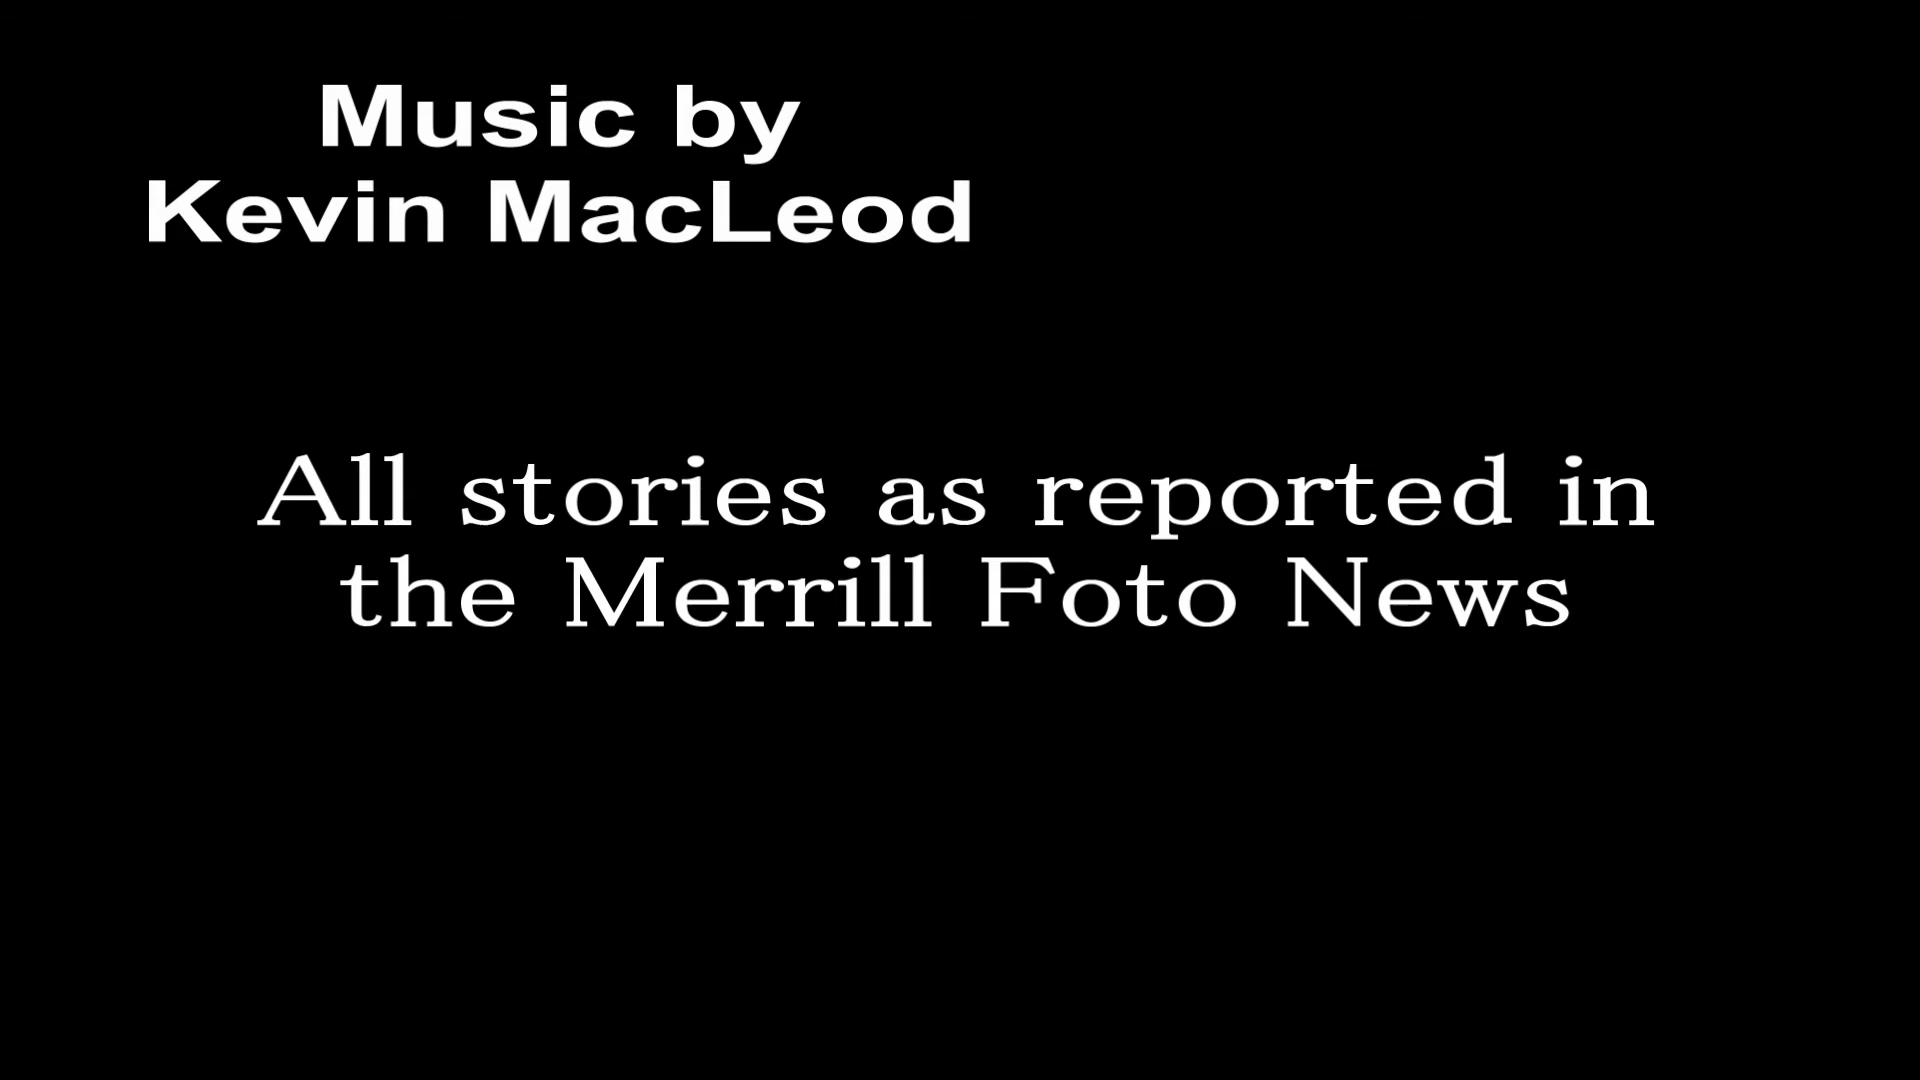 Music by
Kevin MacLeod
All stories as reported in
the Merrill Foto News